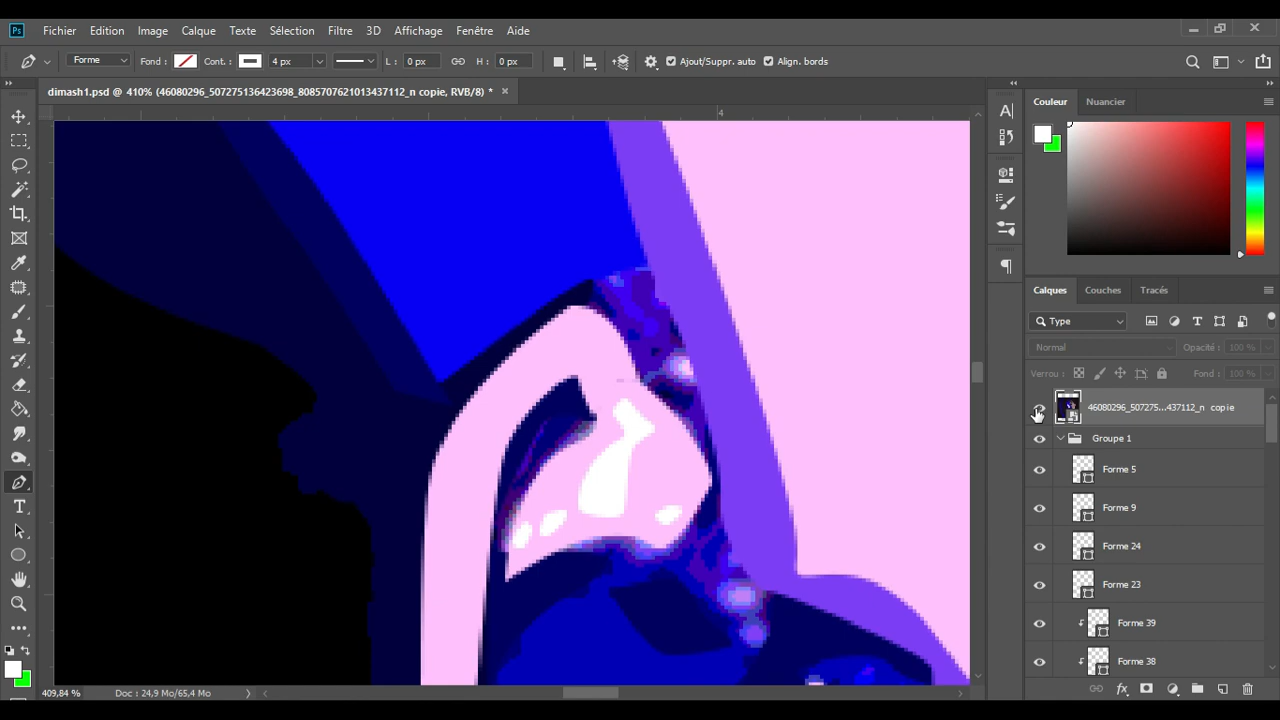 Ps Fichier Edition Image Calque Texte Sélection Filtre 3D Affichage Fenêtre Aide
Forme Fond : Cont. : 4 px L : 0 px H : 0 px Ajout/Suppr. auto Align. bords
dimash1.psd @ 410% (46080296_507275136423698_8085707621013437112_n copie, RVB/8) *
4
Couleur Nuancier
Calques Couches Tracés
Type
Normal Opacité : 100 %
Verrou : Fond : 100 %
46080296_507275...437112_n copie
Groupe 1
Forme 5
Forme 9
Forme 24
Forme 23
Forme 39
Forme 38
409,84 % Doc : 24,9 Mo/65,4 Mo